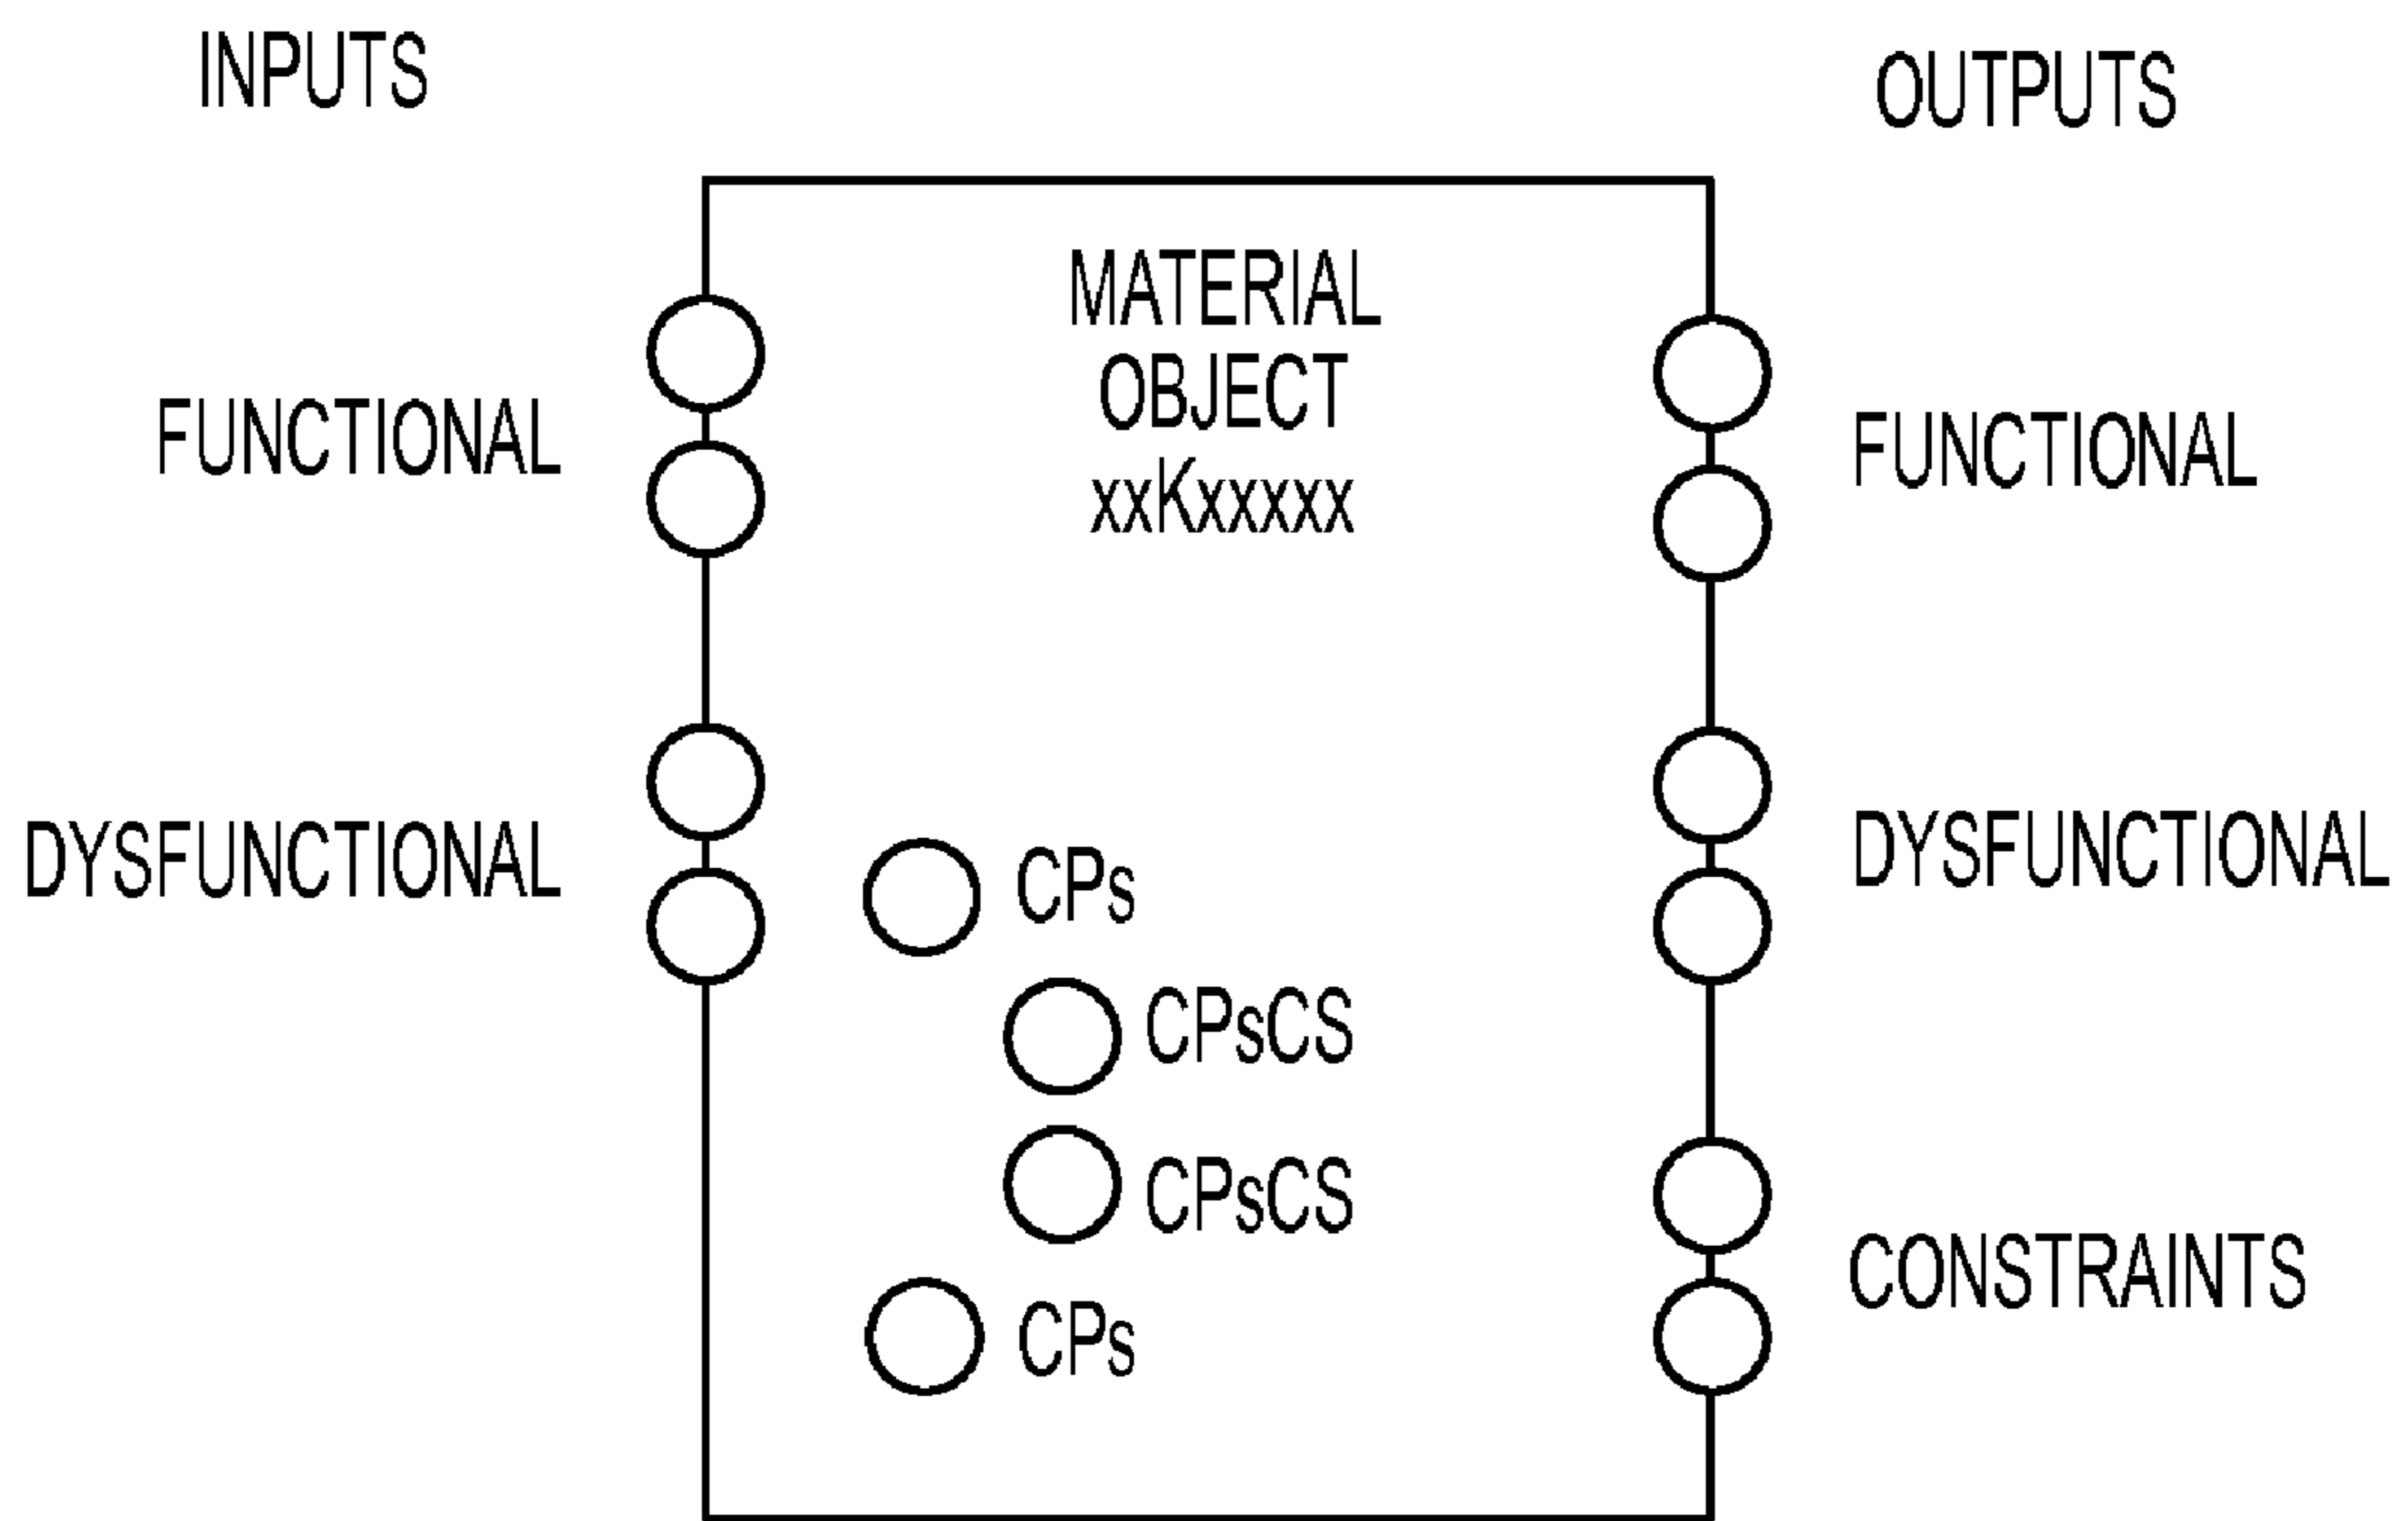 INPUTS
OUTPUTS
MATERIAL
OBJECT
xxKxxxxx
FUNCTIONAL
FUNCTIONAL
DYSFUNCTIONAL
DYSFUNCTIONAL
CPs
CPsCS
CPsCS
CPs
CONSTRAINTS